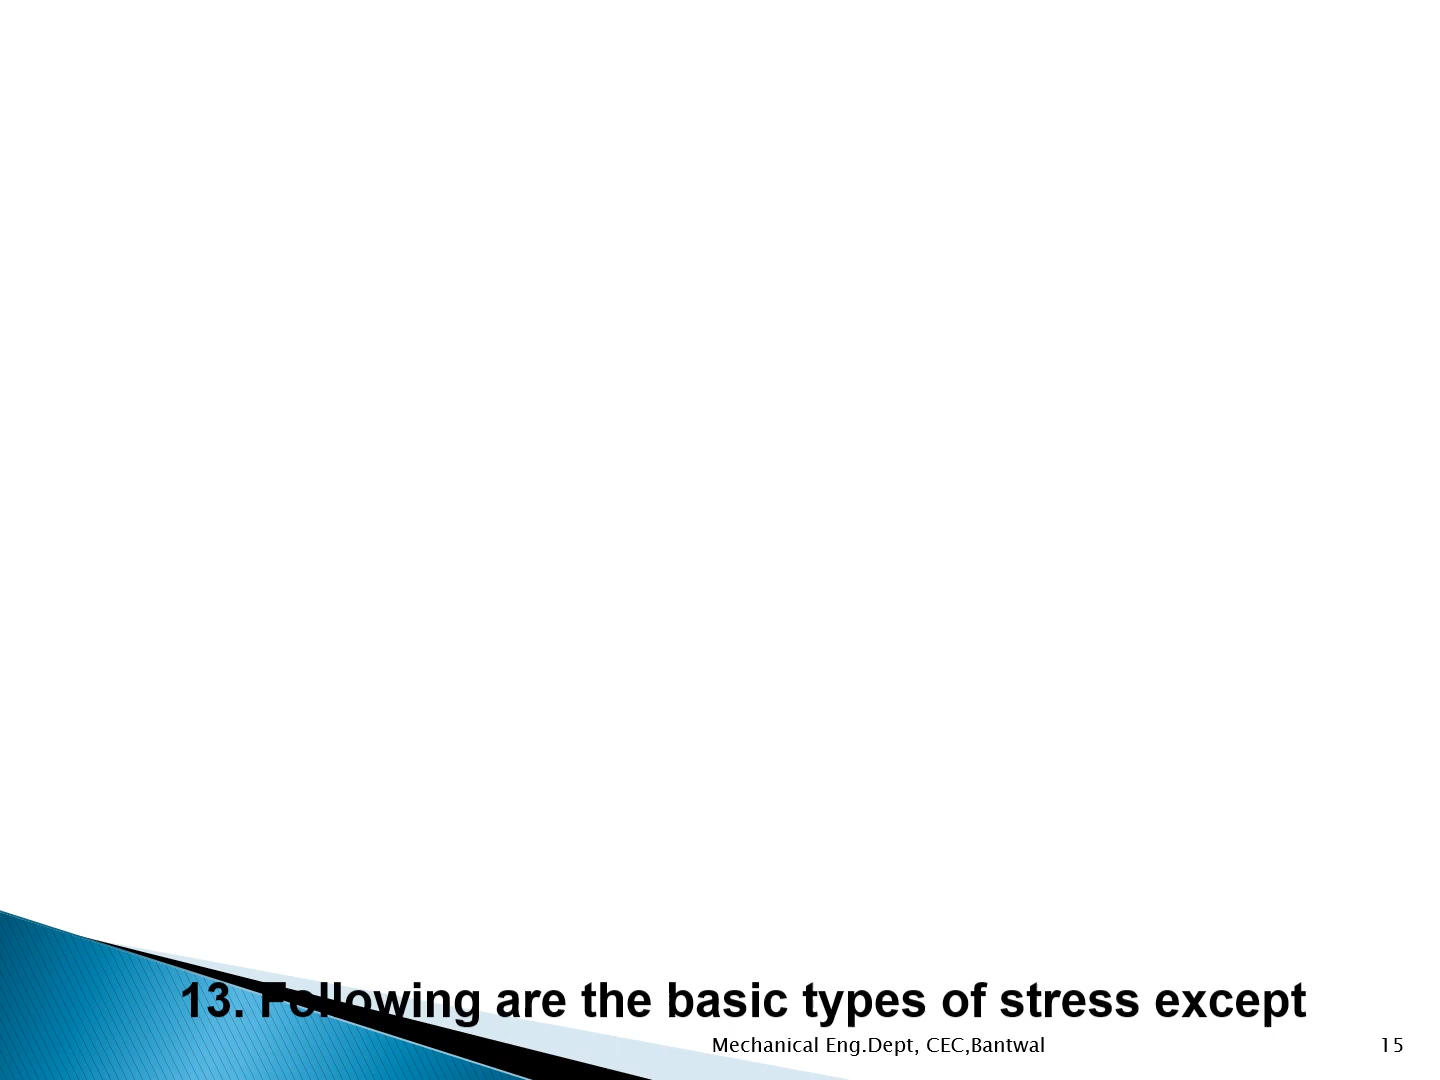 13. Following are the basic types of stress except
Mechanical Eng.Dept, CEC,Bantwal
15